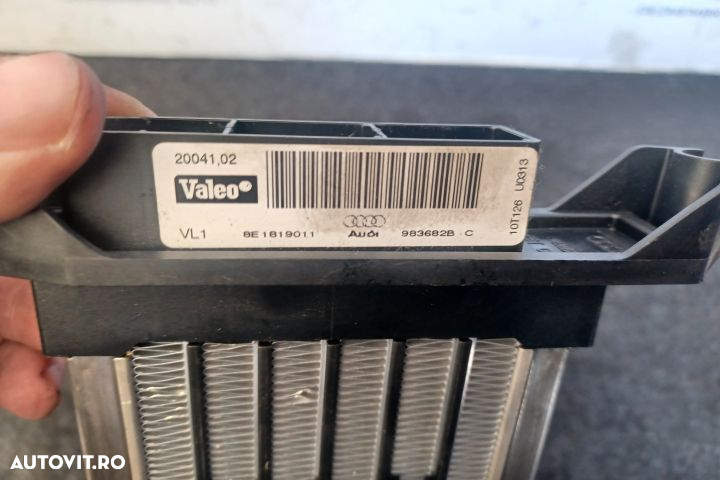 20041,02
Valeo
VL1 8E1819011 Audi 983682B - C
10T126 U0313
AUTOVIT.RO